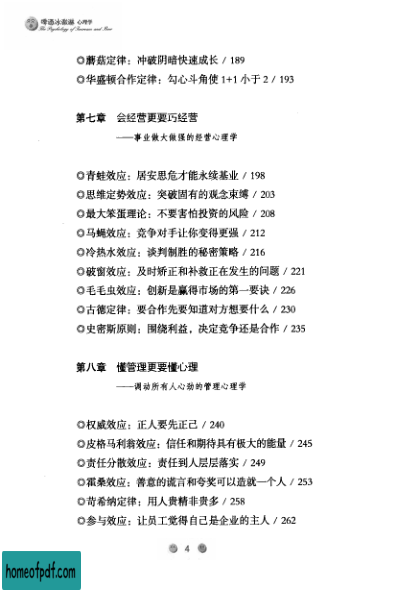 啤酒冰激淋 心理学
The Psychology of Summer and Beer
◎蘑菇定律：冲破阴暗快速成长 / 189
◎华盛顿合作定律：勾心斗角使1+1小于2 / 193
第七章 会经营更要巧经营
——事业做大做强的经营心理学
◎青蛙效应：居安思危才能永续基业 / 198
◎思维定势效应：突破固有的观念束缚 / 203
◎最大笨蛋理论：不要害怕投资的风险 / 208
◎马蝇效应：竞争对手让你变得更强 / 212
◎冷热水效应：谈判制胜的秘密策略 / 216
◎破窗效应：及时矫正和补救正在发生的问题 / 221
◎毛毛虫效应：创新是赢得市场的第一要诀 / 226
◎古德定律：要合作先要知道对方想要什么 / 230
◎史密斯原则：围绕利益，决定竞争还是合作 / 235
第八章 懂管理更要懂心理
——调动所有人心劲的管理心理学
◎权威效应：正人要先正己 / 240
◎皮格马利翁效应：信任和期待具有极大的能量 / 245
◎责任分散效应：责任到人层层落实 / 249
◎霍桑效应：善意的谎言和夸奖可以造就一个人 / 253
◎苛希纳定律：用人贵精非贵多 / 258
◎参与效应：让员工觉得自己是企业的主人 / 262
4
homeofpdf.com